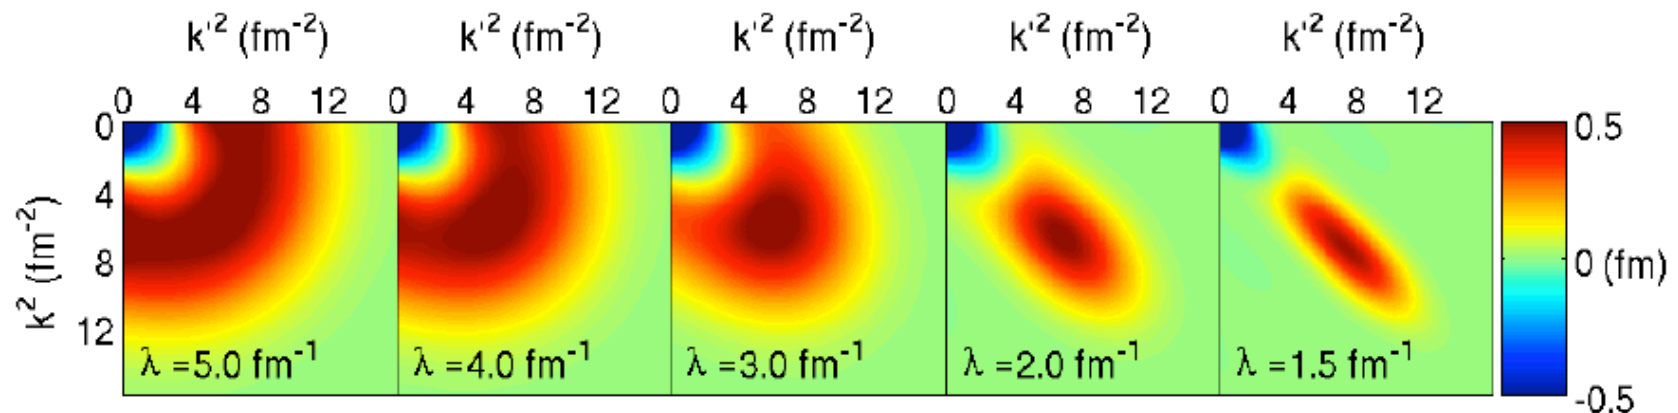 k'² (fm⁻²) k'² (fm⁻²) k'² (fm⁻²) k'² (fm⁻²) k'² (fm⁻²)
0 4 8 12 0 4 8 12 0 4 8 12 0 4 8 12 0 4 8 12
0
4
8
12
k² (fm⁻²)
λ =5.0 fm⁻¹ λ =4.0 fm⁻¹ λ =3.0 fm⁻¹ λ =2.0 fm⁻¹ λ =1.5 fm⁻¹
0.5
0 (fm)
-0.5